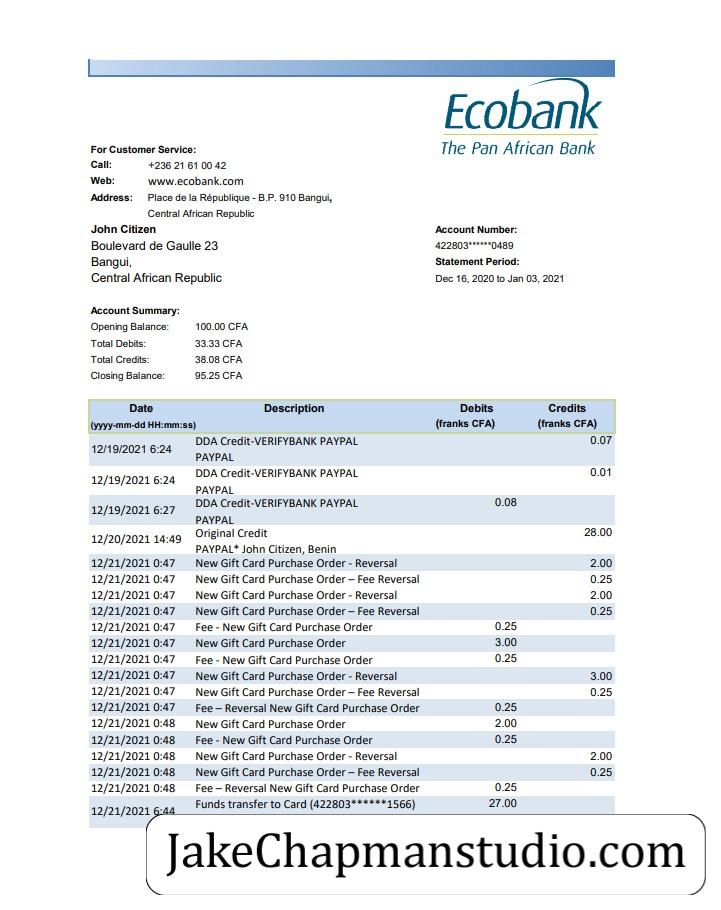 Ecobank
The Pan African Bank
For Customer Service:
Call: +236 21 61 00 42
Web: www.ecobank.com
Address: Place de la République - B.P. 910 Bangui,
Central African Republic
John Citizen Account Number:
Boulevard de Gaulle 23 422803******0489
Bangui, Statement Period:
Central African Republic Dec 16, 2020 to Jan 03, 2021
Account Summary:
Opening Balance: 100.00 CFA
Total Debits: 33.33 CFA
Total Credits: 38.08 CFA
Closing Balance: 95.25 CFA
Date Description Debits Credits
(yyyy-mm-dd HH:mm:ss) (franks CFA) (franks CFA)
12/19/2021 6:24 DDA Credit-VERIFYBANK PAYPAL 0.07
PAYPAL
12/19/2021 6:24 DDA Credit-VERIFYBANK PAYPAL 0.01
PAYPAL
12/19/2021 6:27 DDA Credit-VERIFYBANK PAYPAL 0.08
PAYPAL
12/20/2021 14:49 Original Credit 28.00
PAYPAL* John Citizen, Benin
12/21/2021 0:47 New Gift Card Purchase Order - Reversal 2.00
12/21/2021 0:47 New Gift Card Purchase Order – Fee Reversal 0.25
12/21/2021 0:47 New Gift Card Purchase Order - Reversal 2.00
12/21/2021 0:47 New Gift Card Purchase Order – Fee Reversal 0.25
12/21/2021 0:47 Fee - New Gift Card Purchase Order 0.25
12/21/2021 0:47 New Gift Card Purchase Order 3.00
12/21/2021 0:47 Fee - New Gift Card Purchase Order 0.25
12/21/2021 0:47 New Gift Card Purchase Order - Reversal 3.00
12/21/2021 0:47 New Gift Card Purchase Order – Fee Reversal 0.25
12/21/2021 0:47 Fee – Reversal New Gift Card Purchase Order 0.25
12/21/2021 0:48 New Gift Card Purchase Order 2.00
12/21/2021 0:48 Fee - New Gift Card Purchase Order 0.25
12/21/2021 0:48 New Gift Card Purchase Order - Reversal 2.00
12/21/2021 0:48 New Gift Card Purchase Order – Fee Reversal 0.25
12/21/2021 0:48 Fee – Reversal New Gift Card Purchase Order 0.25
12/21/2021 6:44 Funds transfer to Card (422803******1566) 27.00
JakeChapmanstudio.com